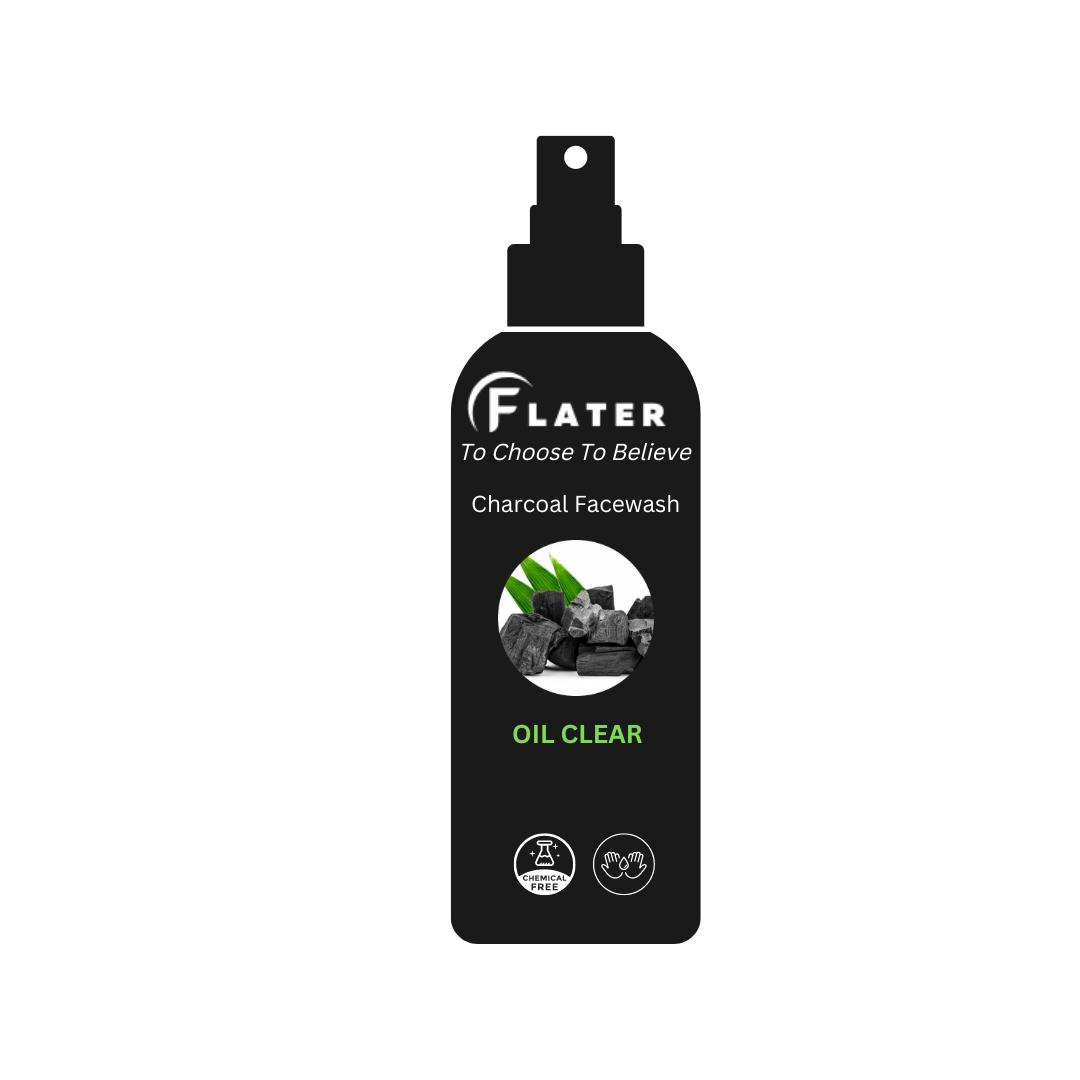 FLATER
To Choose To Believe
Charcoal Facewash
OIL CLEAR
CHEMICAL
FREE